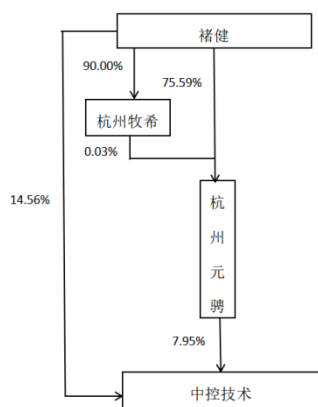 褚健
90.00%
75.59%
杭州牧希
0.03%
14.56%
杭
州
元
骋
7.95%
中控技术